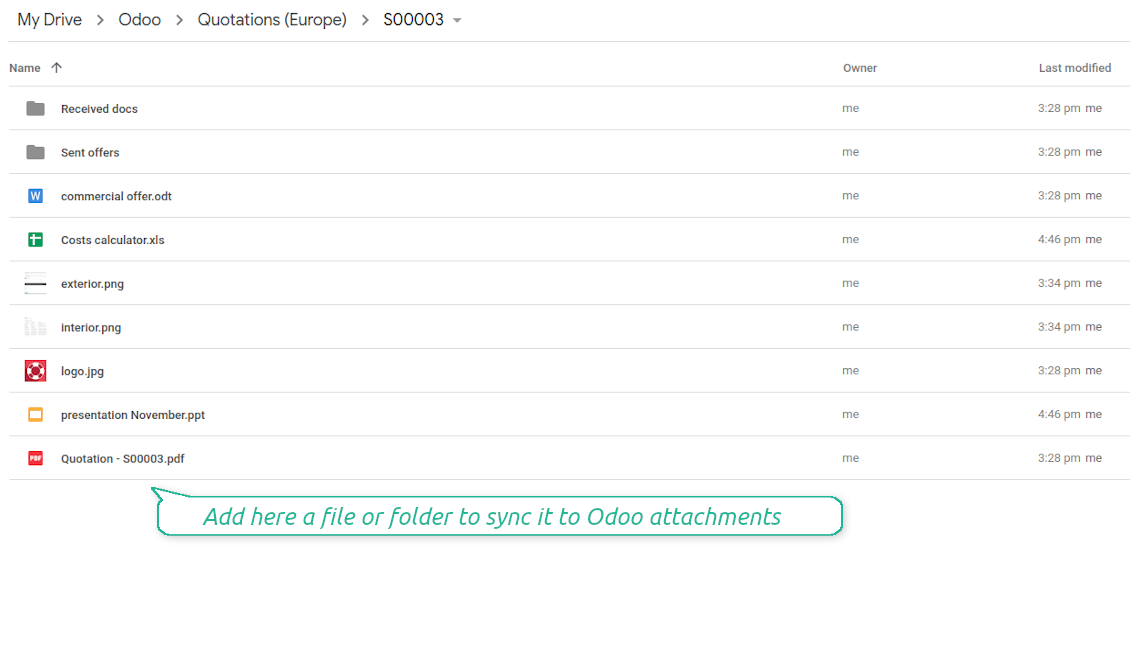 My Drive > Odoo > Quotations (Europe) > S00003
Name Owner Last modified
Received docs me 3:28 pm me
Sent offers me 3:28 pm me
W commercial offer.odt me 3:28 pm me
Costs calculator.xls me 4:46 pm me
exterior.png me 3:34 pm me
interior.png me 3:34 pm me
logo.jpg me 3:28 pm me
presentation November.ppt me 4:46 pm me
PDF Quotation - S00003.pdf me 3:28 pm me
Add here a file or folder to sync it to Odoo attachments